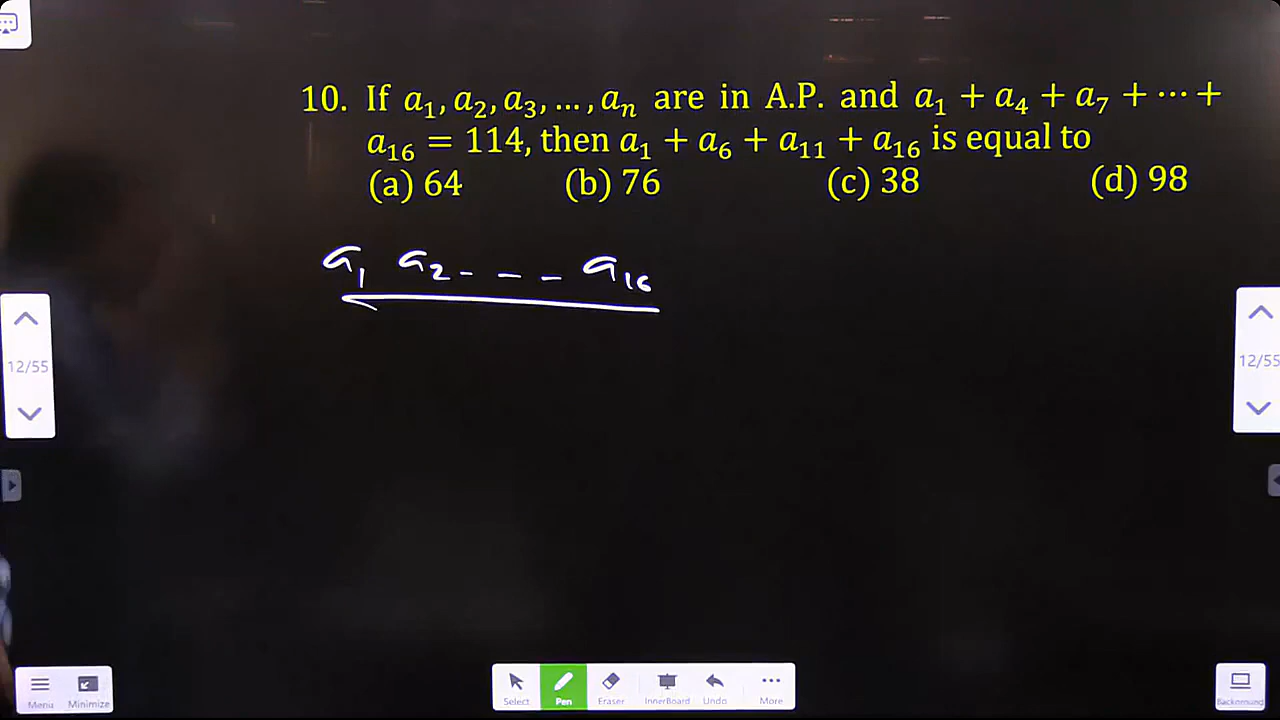 10. If a₁, a₂, a₃, ..., aₙ are in A.P. and a₁ + a₄ + a₇ + ⋯ +
a₁₆ = 114, then a₁ + a₆ + a₁₁ + a₁₆ is equal to
(a) 64 (b) 76 (c) 38 (d) 98
a₁ a₂ - - - a₁₆
12/55
12/55
Menu
Minimize
Select
Pen
Eraser
InnerBoard
Undo
More